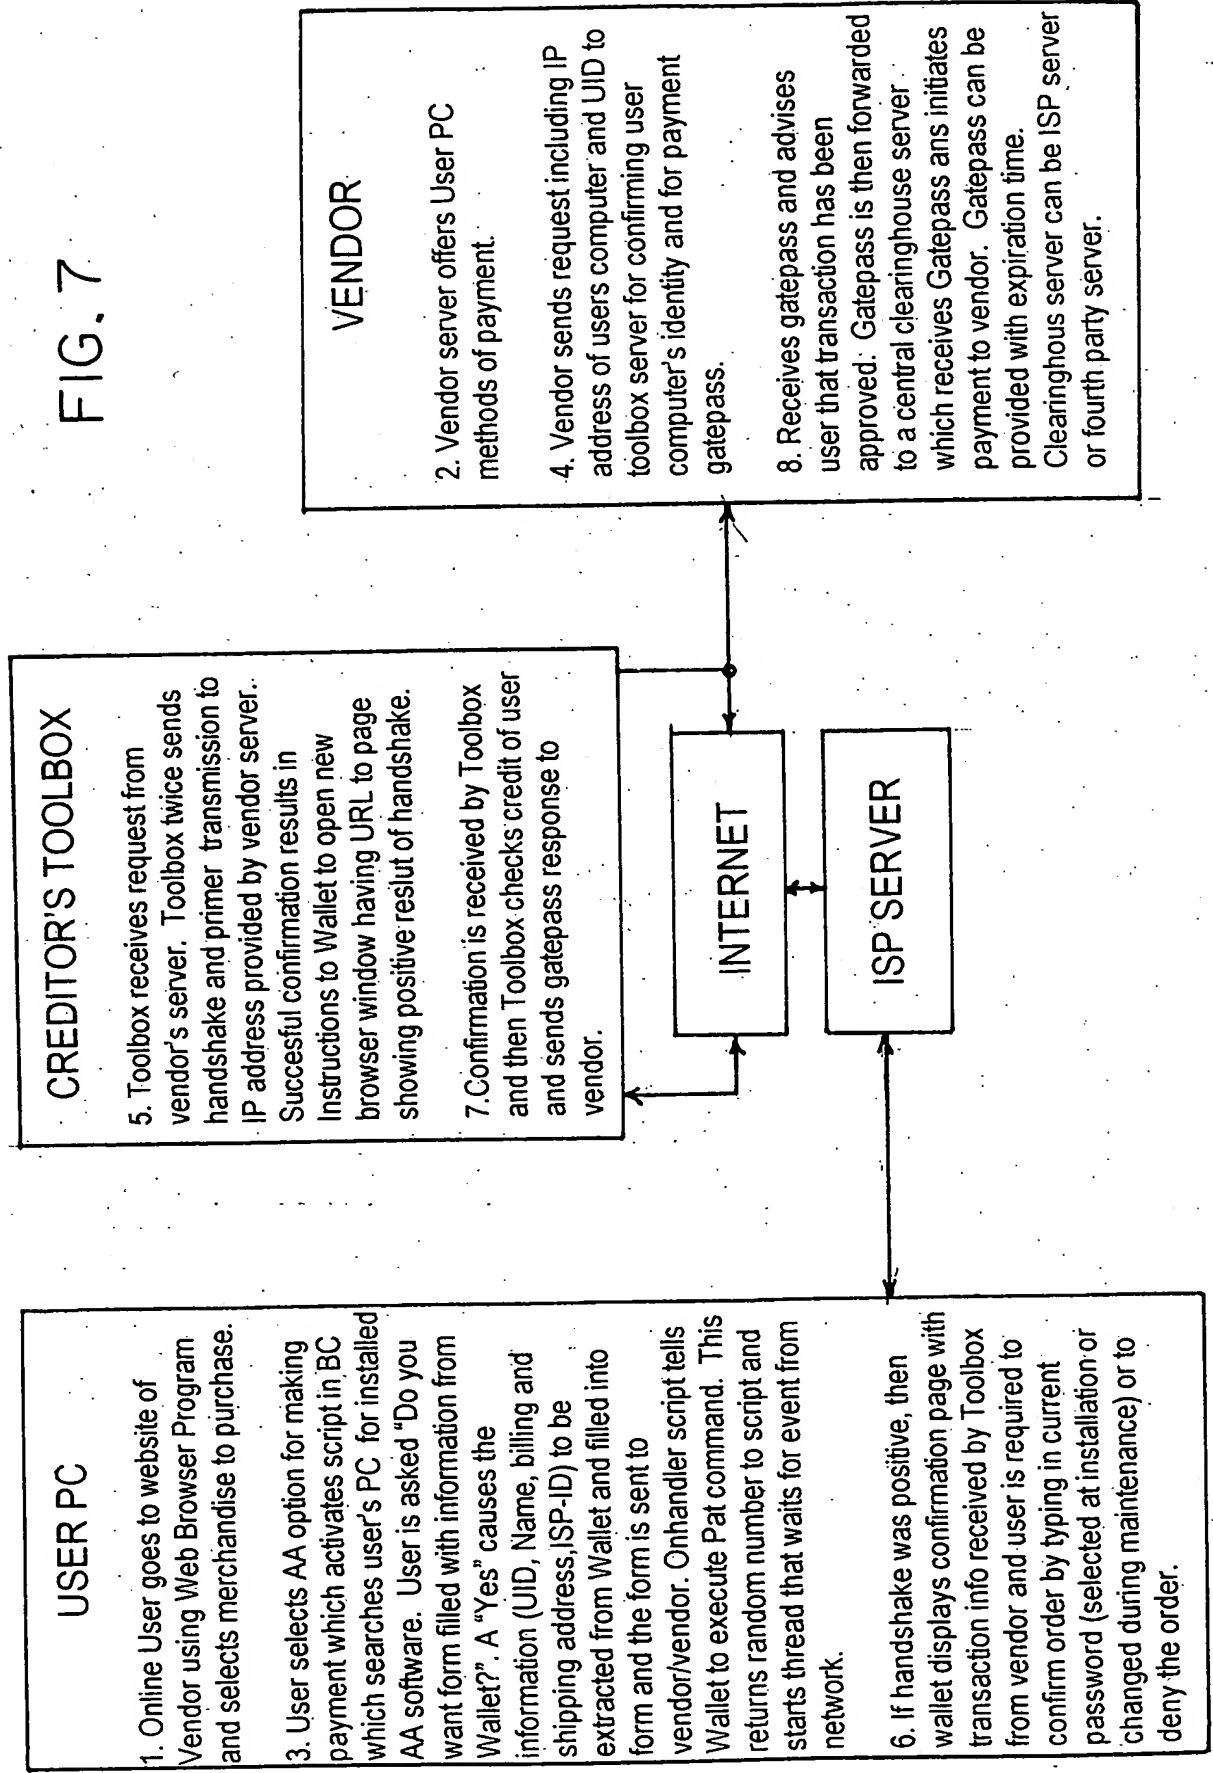 FIG. 7
USER PC
1. Online User goes to website of
Vendor using Web Browser Program
and selects merchandise to purchase.
3. User selects AA option for making
payment which activates script in BC
which searches user's PC for installed
AA software. User is asked "Do you
want form filled with information from
Wallet?". A "Yes" causes the
information (UID, Name, billing and
shipping address,ISP-ID) to be
extracted from Wallet and filled into
form and the form is sent to
vendor/vendor. Onhandler script tells
Wallet to execute Pat command. This
returns random number to script and
starts thread that waits for event from
network.
6. If handshake was positive, then
wallet displays confirmation page with
transaction info received by Toolbox
from vendor and user is required to
confirm order by typing in current
password (selected at installation or
changed during maintenance) or to
deny the order.
CREDITOR'S TOOLBOX
5. Toolbox receives request from
vendor's server. Toolbox twice sends
handshake and primer transmission to
IP address provided by vendor server.
Succesful confirmation results in
Instructions to Wallet to open new
browser window having URL to page
showing positive reslut of handshake.
7.Confirmation is received by Toolbox
and then Toolbox checks credit of user
and sends gatepass response to
vendor.
INTERNET
ISP SERVER
VENDOR
2. Vendor server offers User PC
methods of payment.
4. Vendor sends request including IP
address of users computer and UID to
toolbox server for confirming user
computer's identity and for payment
gatepass.
8. Receives gatepass and advises
user that transaction has been
approved. Gatepass is then forwarded
to a central clearinghouse server
which receives Gatepass ans initiates
payment to vendor. Gatepass can be
provided with expiration time.
Clearinghous server can be ISP server
or fourth party server.